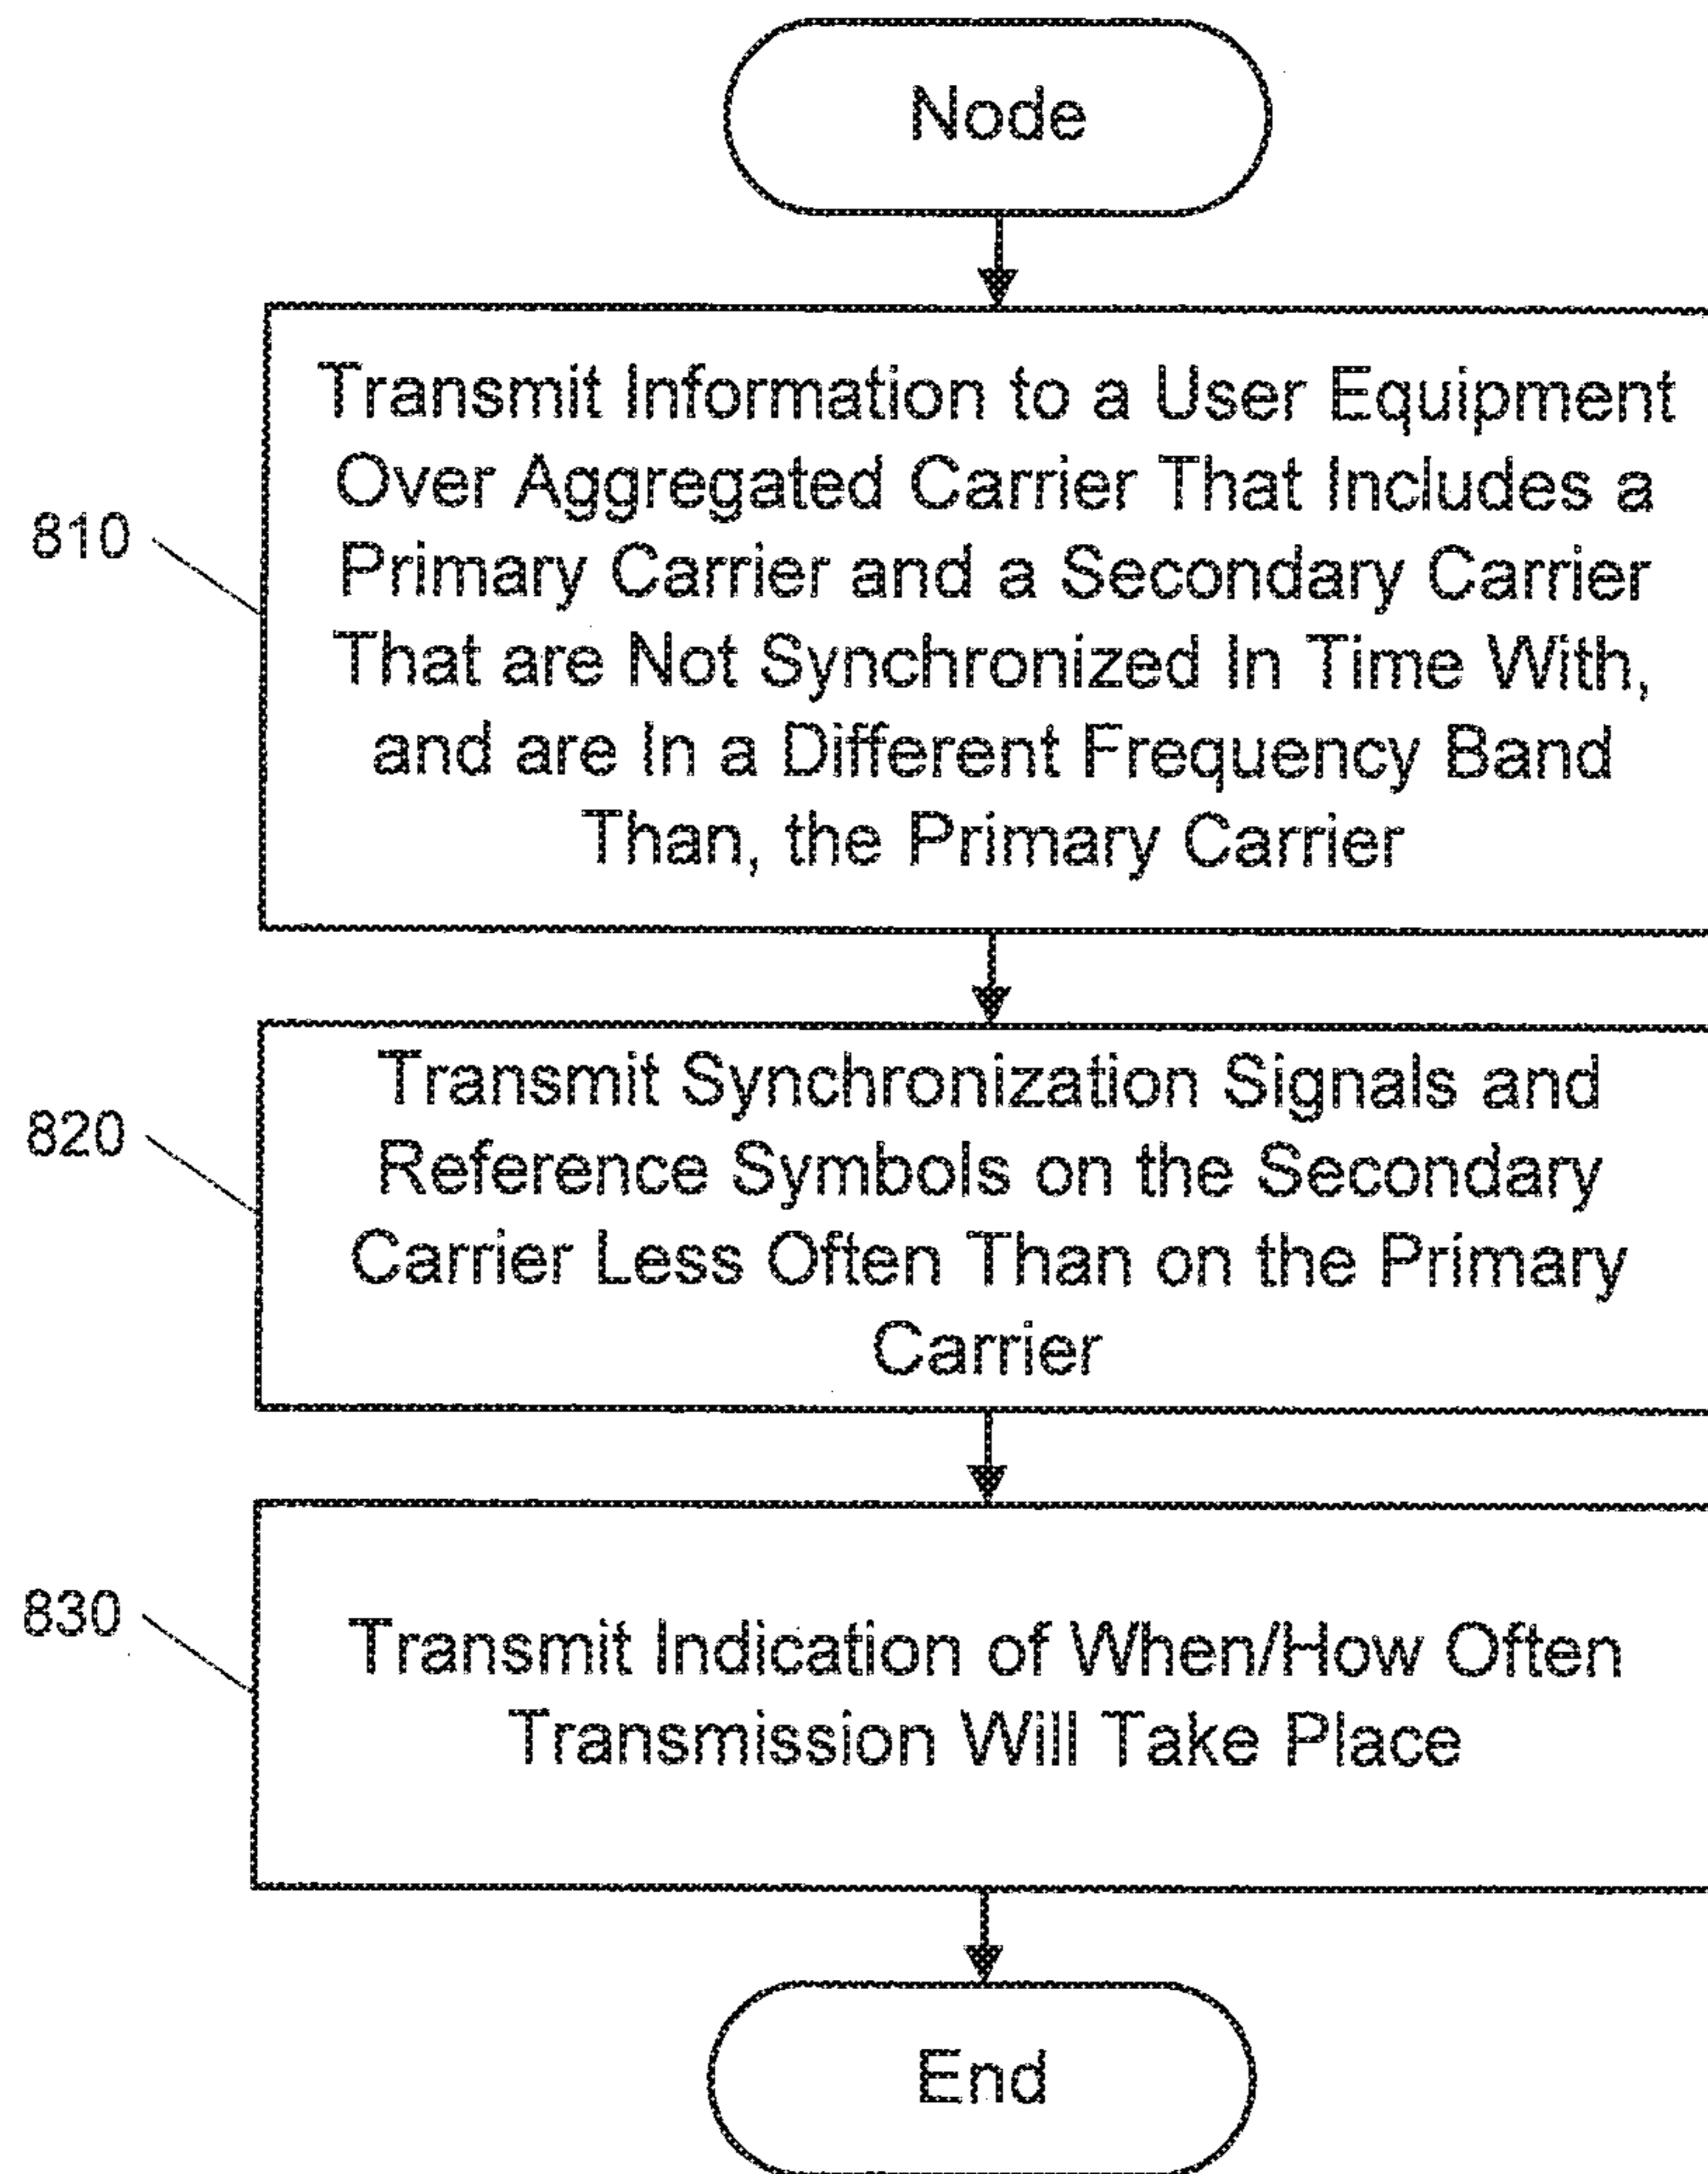 Node
810
Transmit Information to a User Equipment
Over Aggregated Carrier That Includes a
Primary Carrier and a Secondary Carrier
That are Not Synchronized In Time With,
and are In a Different Frequency Band
Than, the Primary Carrier
820
Transmit Synchronization Signals and
Reference Symbols on the Secondary
Carrier Less Often Than on the Primary
Carrier
830
Transmit Indication of When/How Often
Transmission Will Take Place
End